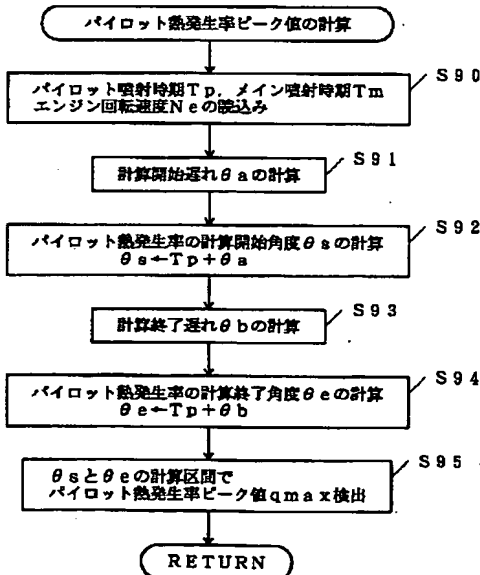 パイロット熱発生率ピーク値の計算
S90
パイロット噴射時期Tp，メイン噴射時期Tm
エンジン回転速度Neの読込み
S91
計算開始遅れθaの計算
S92
パイロット熱発生率の計算開始角度θsの計算
θs←Tp+θa
S93
計算終了遅れθbの計算
S94
パイロット熱発生率の計算終了角度θeの計算
θe←Tp+θb
S95
θsとθeの計算区間で
パイロット熱発生率ピーク値qmax検出
RETURN